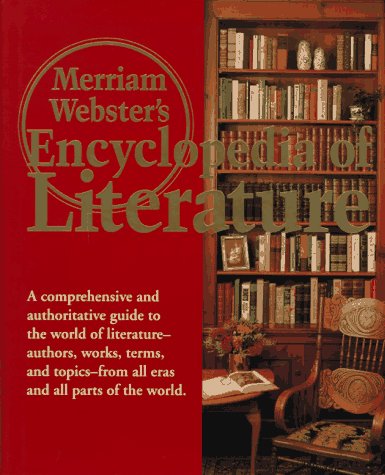 Merriam
Webster's
Encyclopedia of
Literature
A comprehensive and
authoritative guide to
the world of literature–
authors, works, terms,
and topics–from all eras
and all parts of the world.